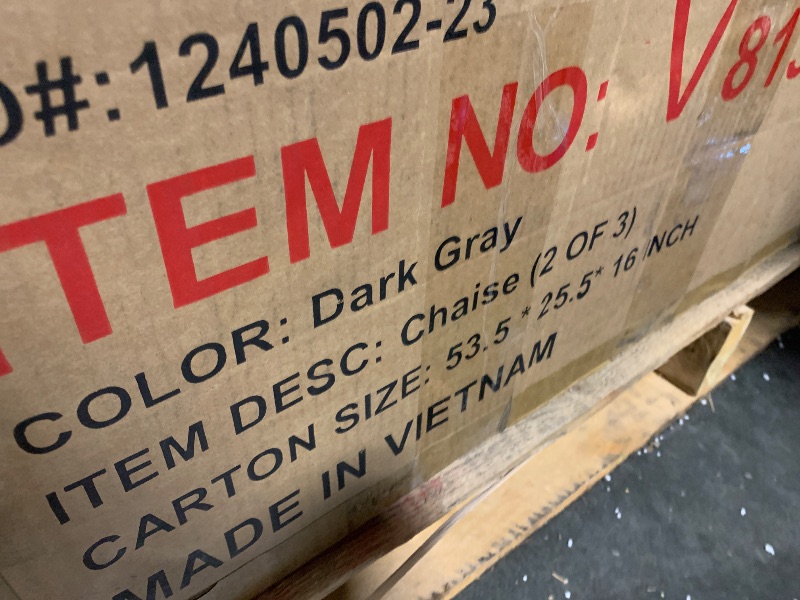 O#:1240502-23
ITEM NO: V813
COLOR: Dark Gray
ITEM DESC: Chaise (2 OF 3)
CARTON SIZE: 53.5 * 25.5* 16 INCH
MADE IN VIETNAM